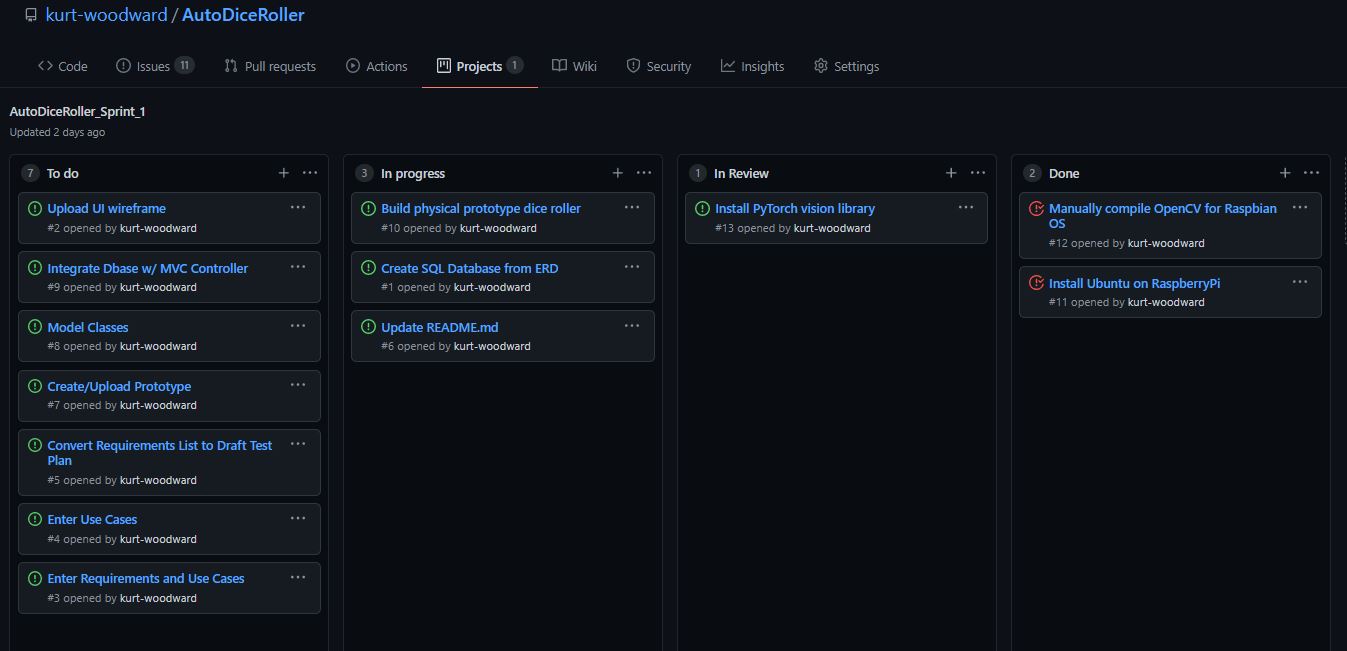 kurt-woodward / AutoDiceRoller
Code Issues 11 Pull requests Actions Projects 1 Wiki Security Insights Settings
AutoDiceRoller_Sprint_1
Updated 2 days ago
7 To do
Upload UI wireframe
#2 opened by kurt-woodward
Integrate Dbase w/ MVC Controller
#9 opened by kurt-woodward
Model Classes
#8 opened by kurt-woodward
Create/Upload Prototype
#7 opened by kurt-woodward
Convert Requirements List to Draft Test
Plan
#5 opened by kurt-woodward
Enter Use Cases
#4 opened by kurt-woodward
Enter Requirements and Use Cases
#3 opened by kurt-woodward
3 In progress
Build physical prototype dice roller
#10 opened by kurt-woodward
Create SQL Database from ERD
#1 opened by kurt-woodward
Update README.md
#6 opened by kurt-woodward
1 In Review
Install PyTorch vision library
#13 opened by kurt-woodward
2 Done
Manually compile OpenCV for Raspbian
OS
#12 opened by kurt-woodward
Install Ubuntu on RaspberryPi
#11 opened by kurt-woodward